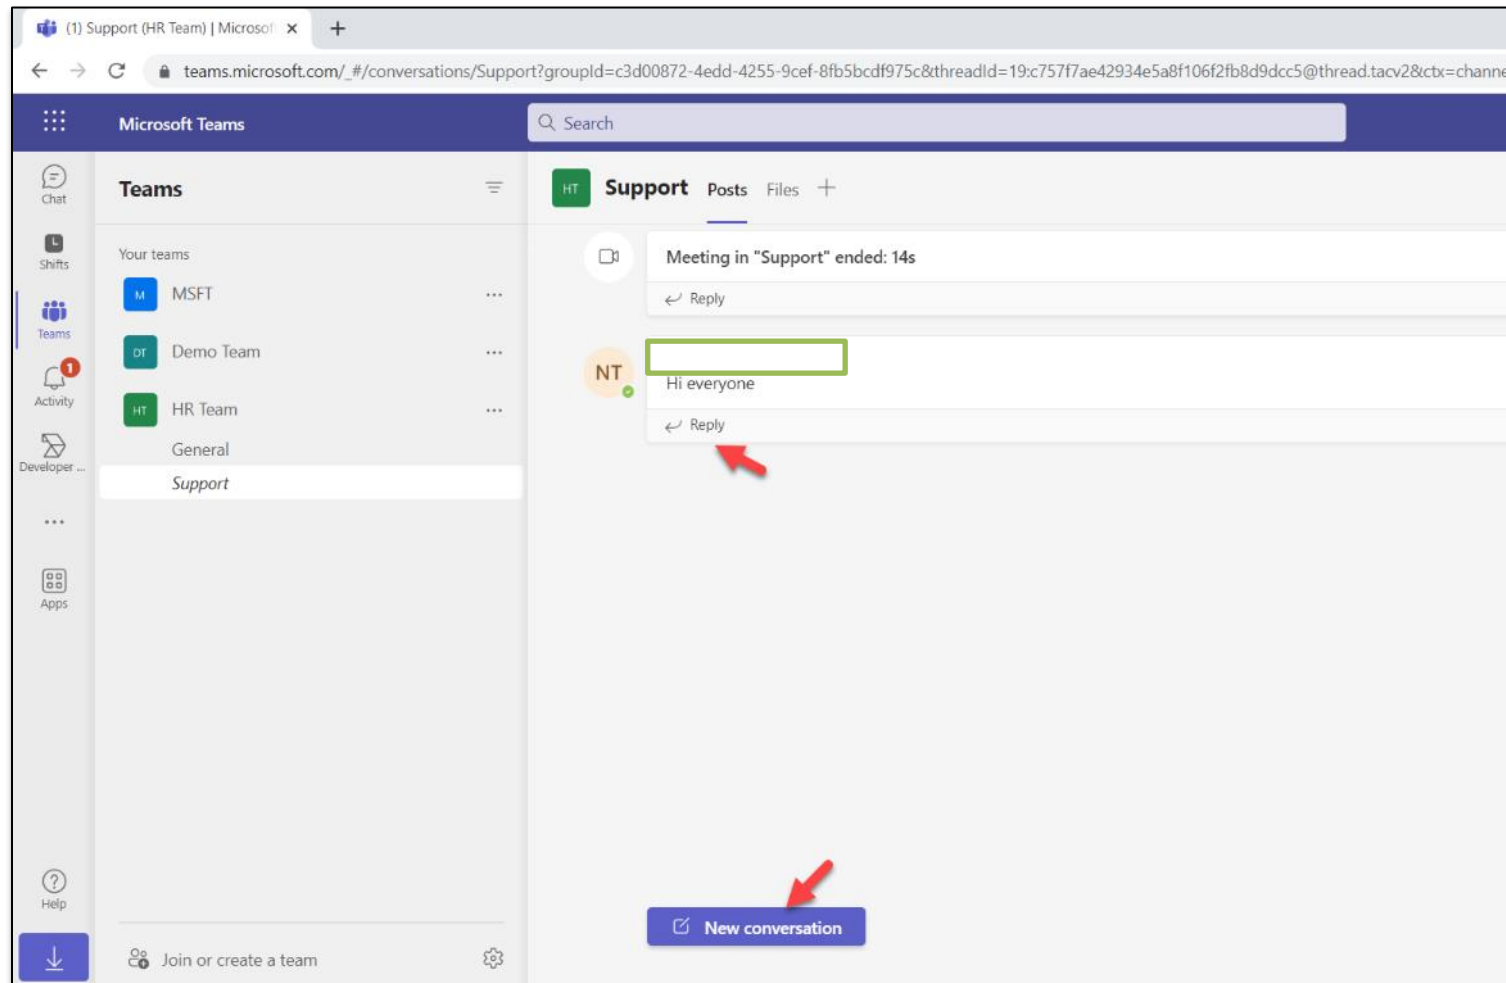 (1) Support (HR Team) | Microsof
teams.microsoft.com/_#/conversations/Support?groupId=c3d00872-4edd-4255-9cef-8fb5bcdf975c&threadId=19:c757f7ae42934e5a8f106f2fb8d9dcc5@thread.tacv2&ctx=channe
Microsoft Teams
Search
Chat
Shifts
Teams
1
Activity
Developer ...
Apps
Help
Teams
Your teams
M MSFT
DT Demo Team
HT HR Team
General
Support
Join or create a team
HT Support Posts Files
Meeting in "Support" ended: 14s
Reply
NT
Hi everyone
Reply
New conversation